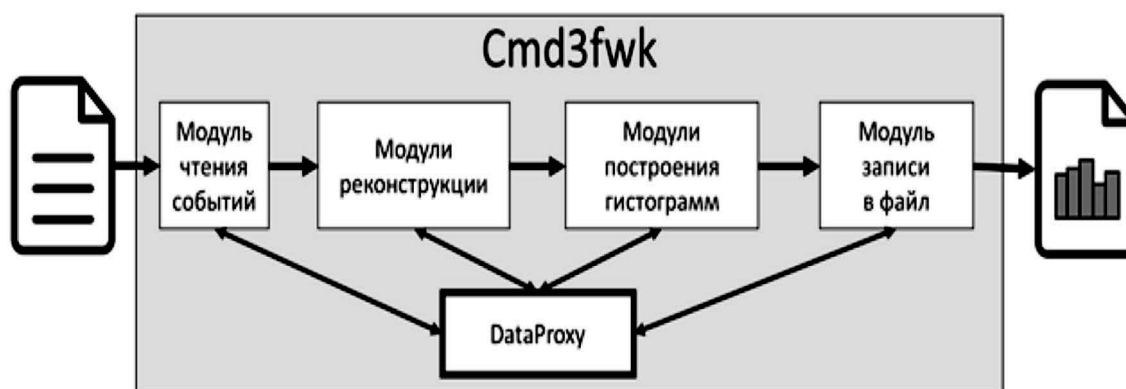 Cmd3fwk
Модуль
чтения
событий
Модули
реконструкции
Модули
построения
гистограмм
Модуль
записи
в файл
DataProxy